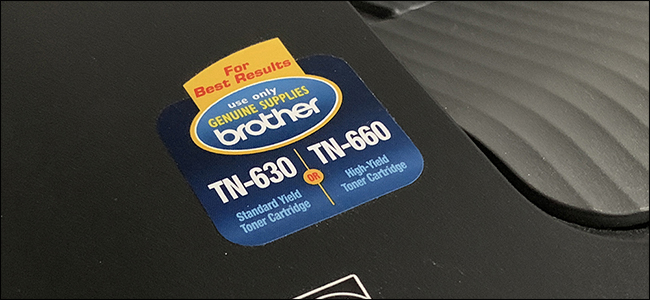 For
Best Results
use only
GENUINE SUPPLIES
brother
TN-630 OR TN-660
Standard Yield
Toner Cartridge
High-Yield
Toner Cartridge